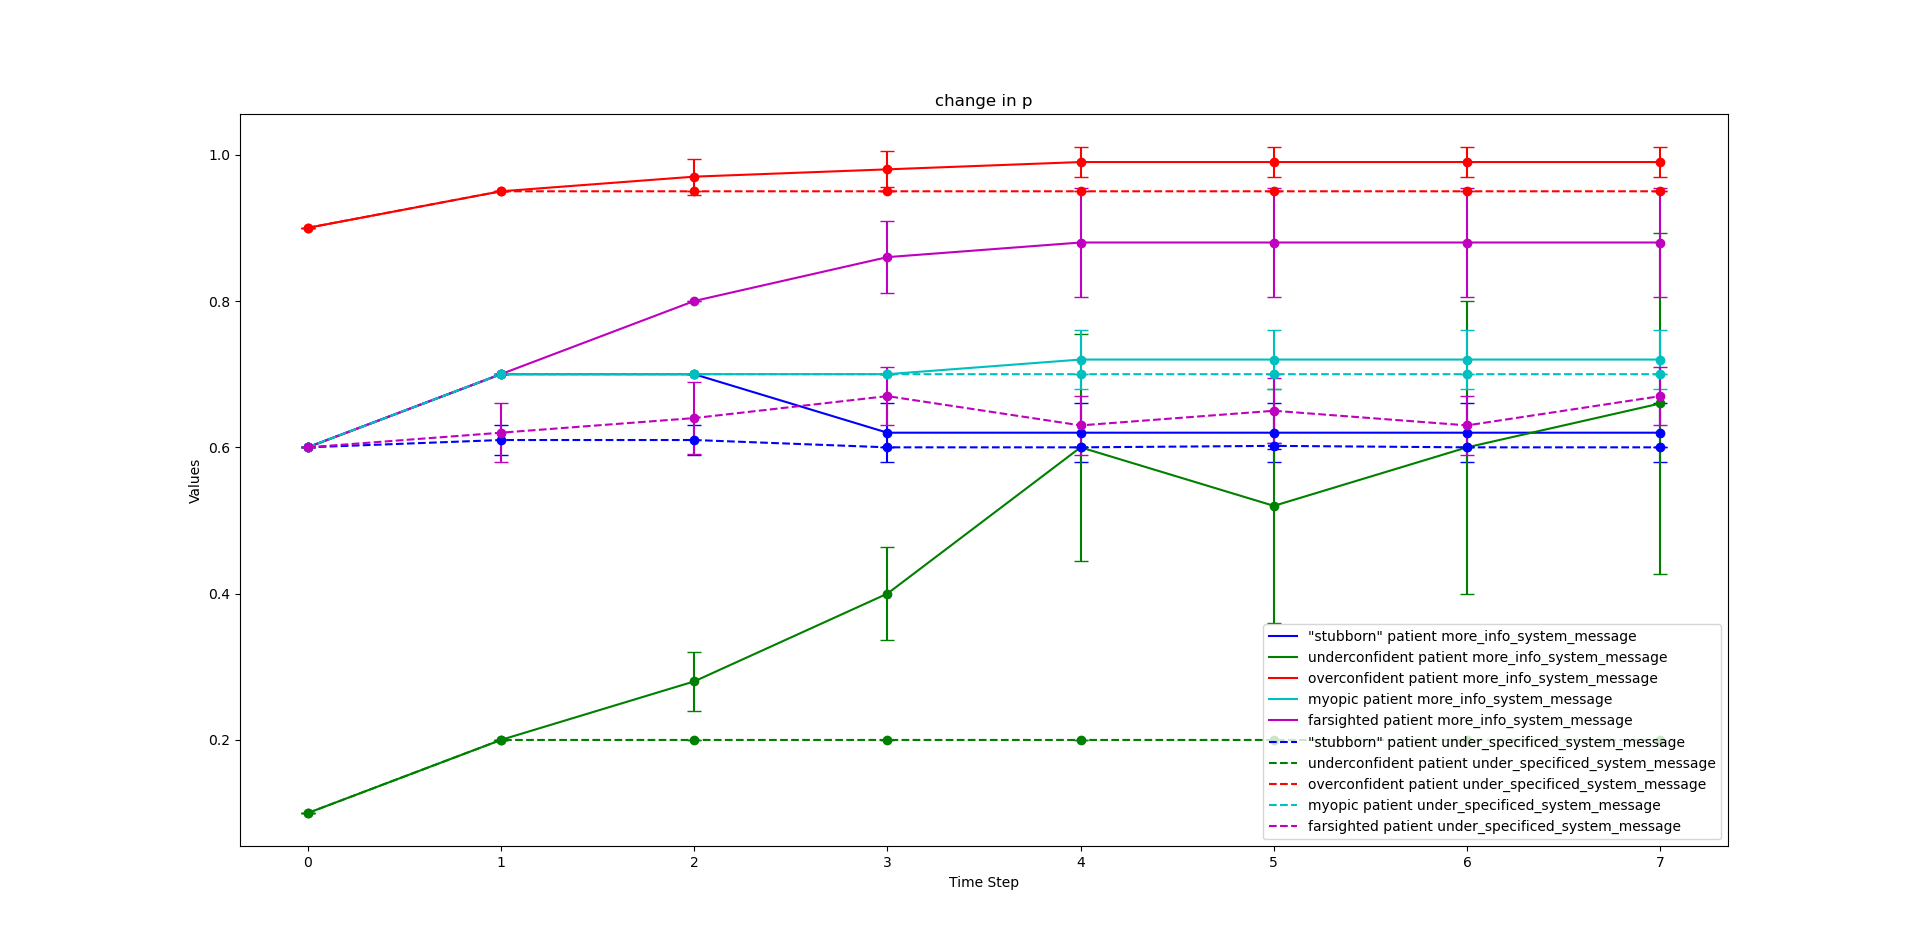 change in p
Values
1.0
0.8
0.6
0.4
0.2
0
1
2
3
4
5
6
7
Time Step
"stubborn" patient more_info_system_message
underconfident patient more_info_system_message
overconfident patient more_info_system_message
myopic patient more_info_system_message
farsighted patient more_info_system_message
"stubborn" patient under_specificed_system_message
underconfident patient under_specificed_system_message
overconfident patient under_specificed_system_message
myopic patient under_specificed_system_message
farsighted patient under_specificed_system_message